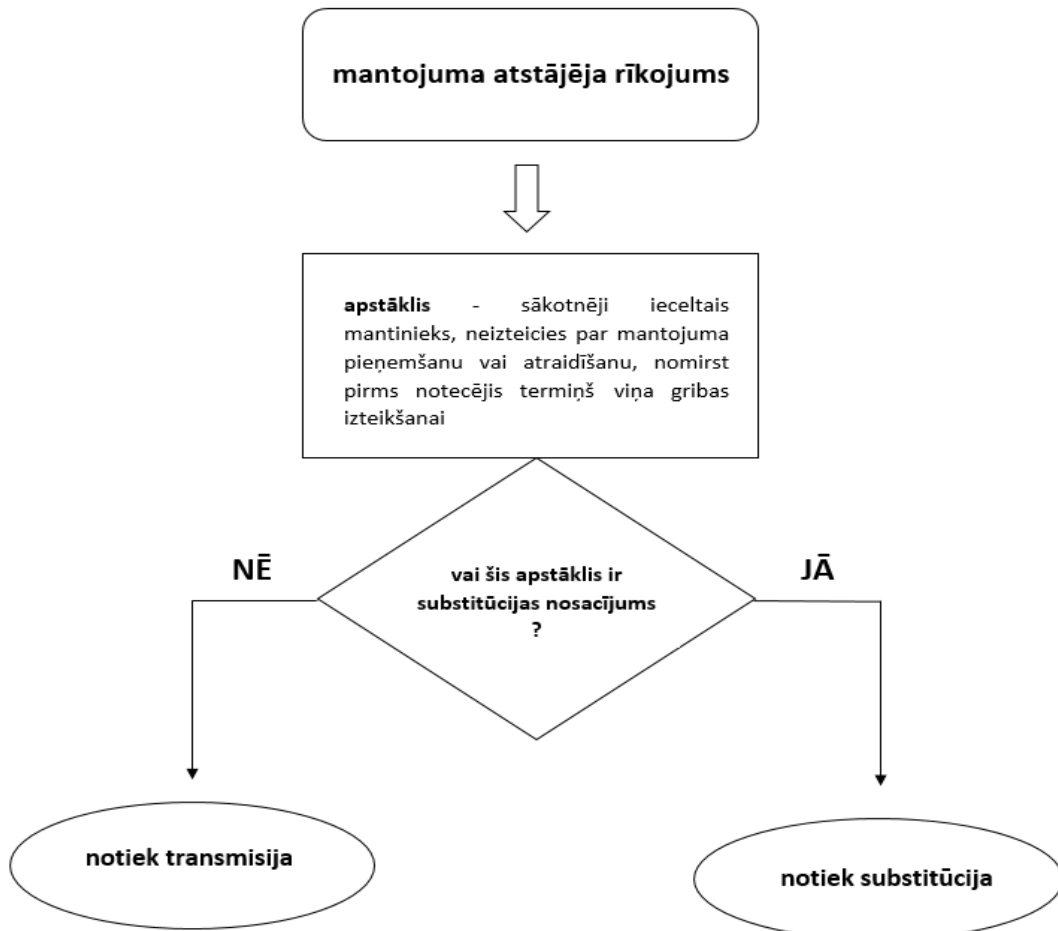 mantojuma atstājēja rīkojums
apstāklis - sākotnēji ieceltais
mantinieks, neizteicies par mantojuma
pieņemšanu vai atraidīšanu, nomirst
pirms notecējis termiņš viņa gribas
izteikšanai
NĒ
JĀ
vai šis apstāklis ir
substitūcijas nosacījums
?
notiek transmisija
notiek substitūcija